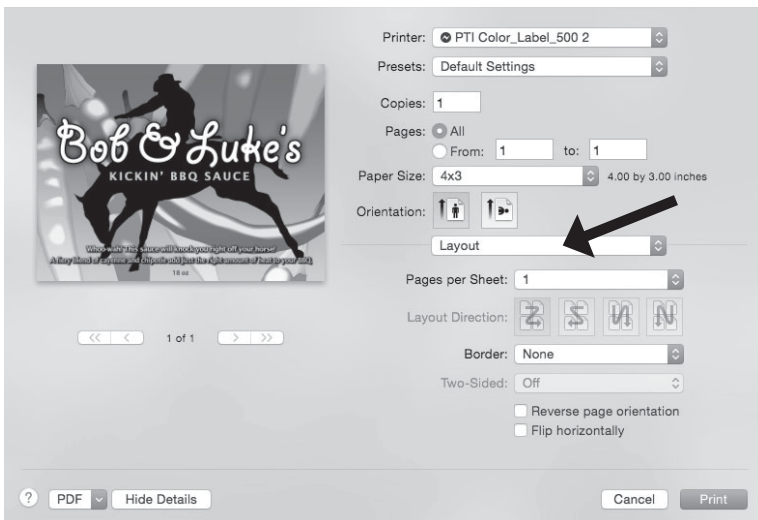 Printer: PTI Color_Label_500 2
Presets: Default Settings
Copies: 1
Pages: All
From: 1 to: 1
Paper Size: 4x3 4.00 by 3.00 inches
Orientation:
Layout
Pages per Sheet: 1
Layout Direction:
Border: None
Two-Sided: Off
Reverse page orientation
Flip horizontally
Bob & Luke's
KICKIN' BBQ SAUCE
Whoo-wah! This sauce will knock you right off your horse!
A fiery blend of cayenne and chipotle add just the right amount of heat to your BBQ.
18 oz
<< < 1 of 1 > >>
? PDF Hide Details Cancel Print